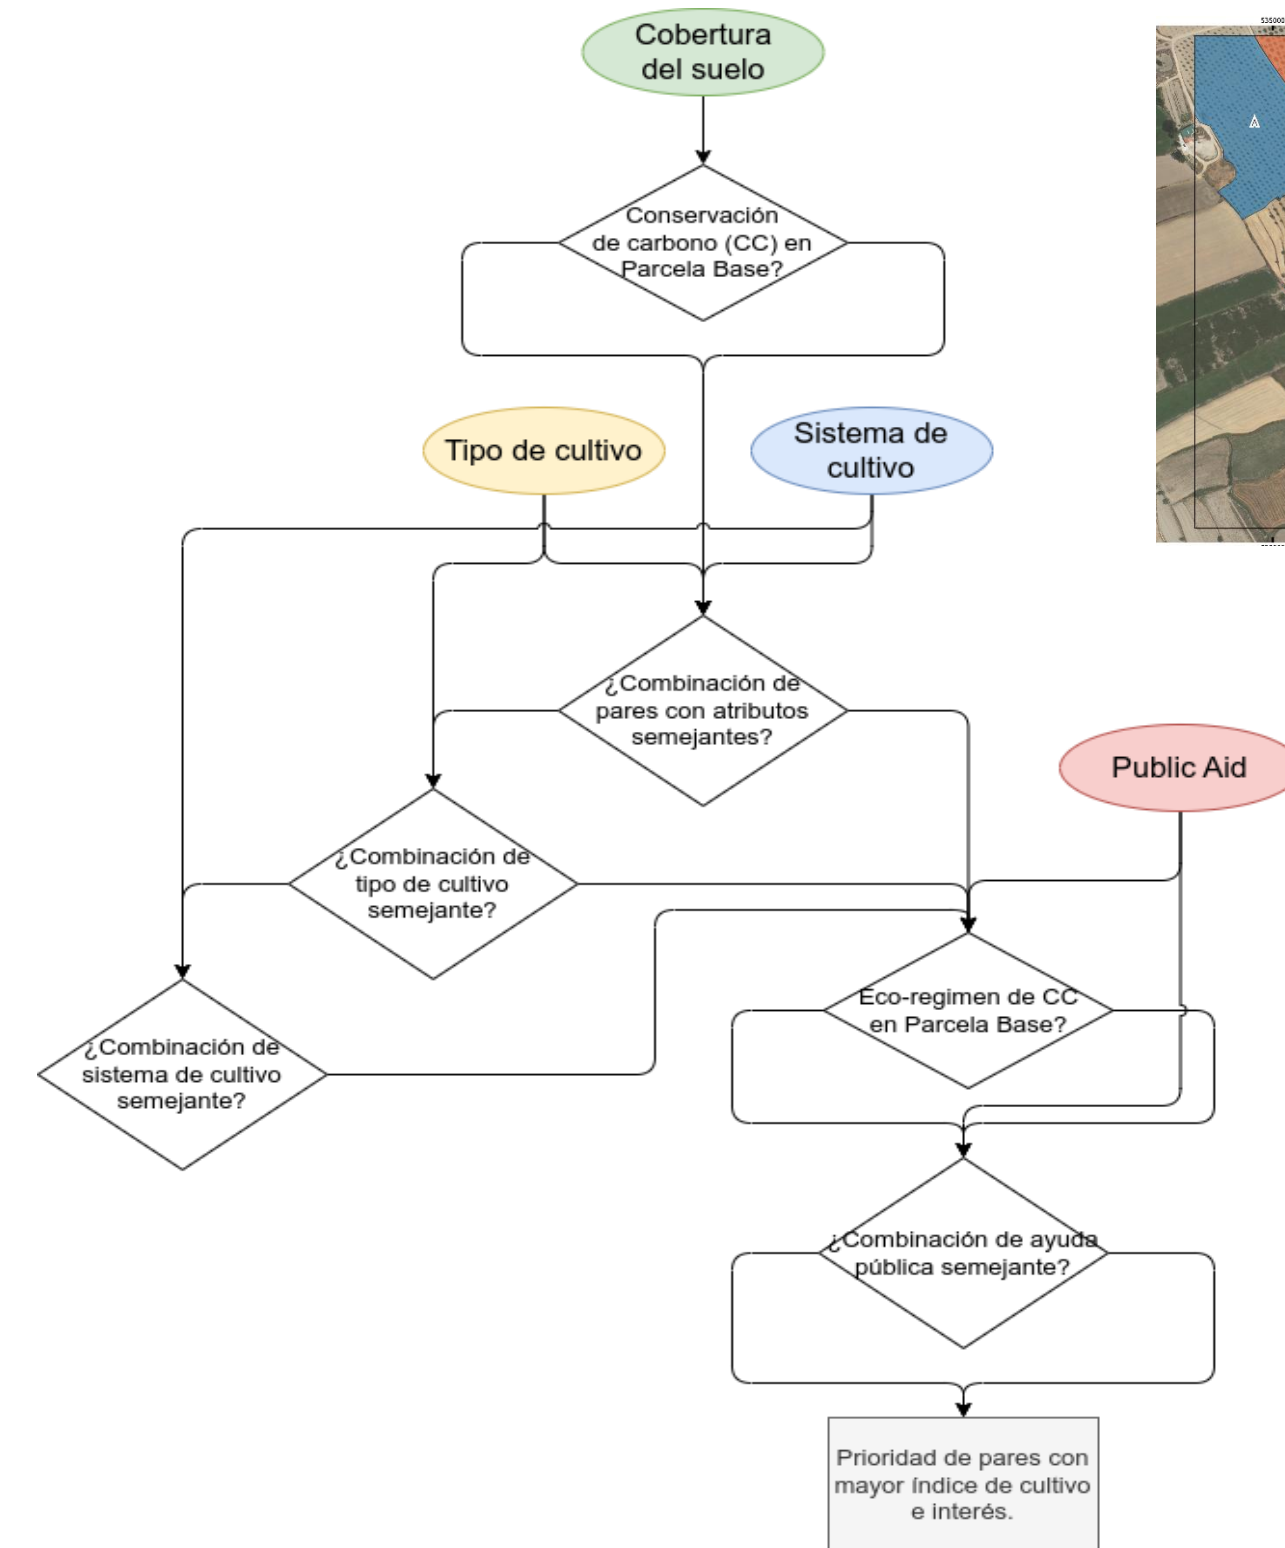 Cobertura
del suelo
535000
A
Conservación
de carbono (CC) en
Parcela Base?
Tipo de cultivo
Sistema de
cultivo
¿Combinación de
pares con atributos
semejantes?
Public Aid
¿Combinación de
tipo de cultivo
semejante?
Eco-regimen de CC
en Parcela Base?
¿Combinación de
sistema de cultivo
semejante?
¿Combinación de ayuda
pública semejante?
Prioridad de pares con
mayor índice de cultivo
e interés.